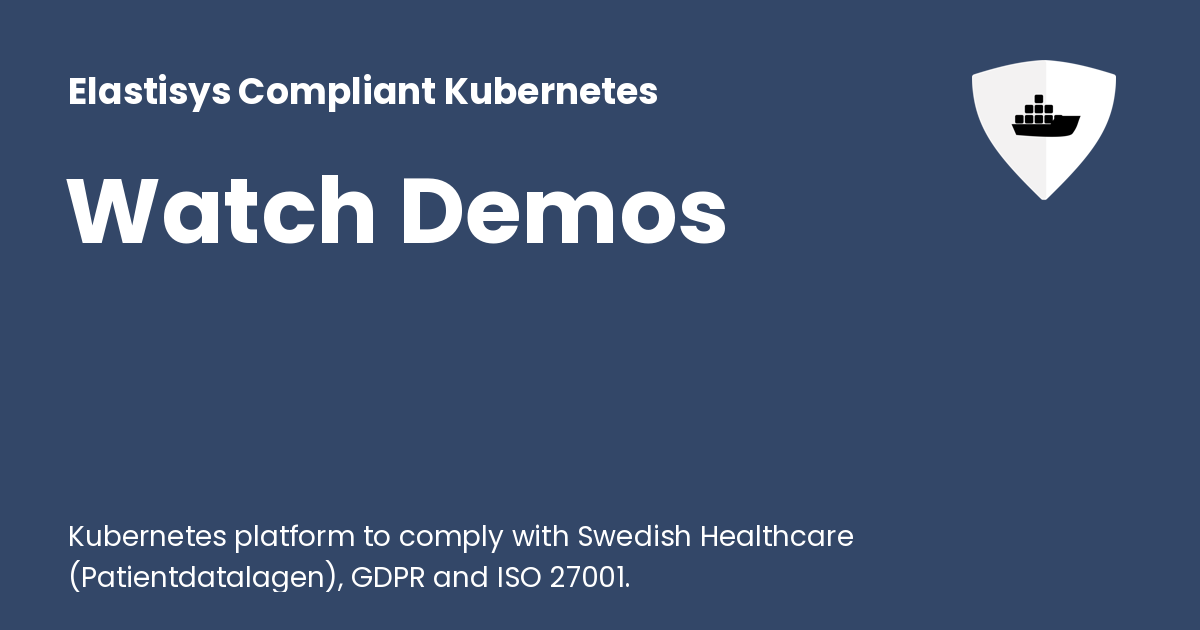 Elastisys Compliant Kubernetes
Watch Demos
Kubernetes platform to comply with Swedish Healthcare
(Patientdatalagen), GDPR and ISO 27001.